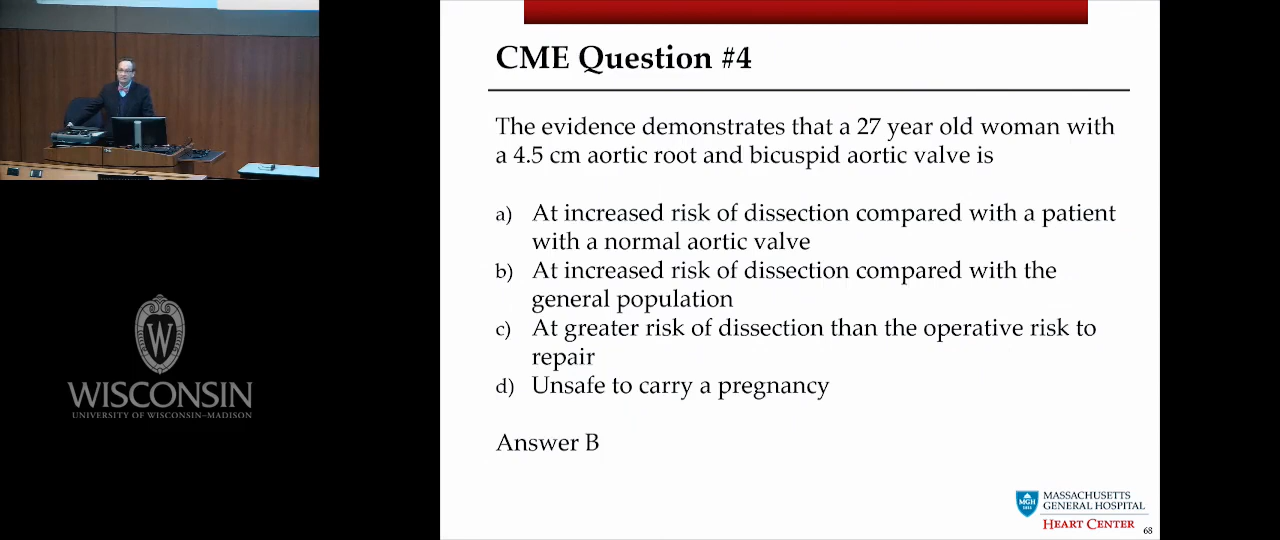 CME Question #4
The evidence demonstrates that a 27 year old woman with
a 4.5 cm aortic root and bicuspid aortic valve is
a) At increased risk of dissection compared with a patient
with a normal aortic valve
b) At increased risk of dissection compared with the
general population
c) At greater risk of dissection than the operative risk to
repair
d) Unsafe to carry a pregnancy
Answer B
W
WISCONSIN
UNIVERSITY OF WISCONSIN–MADISON
MGH
1811
MASSACHUSETTS
GENERAL HOSPITAL
HEART CENTER
68